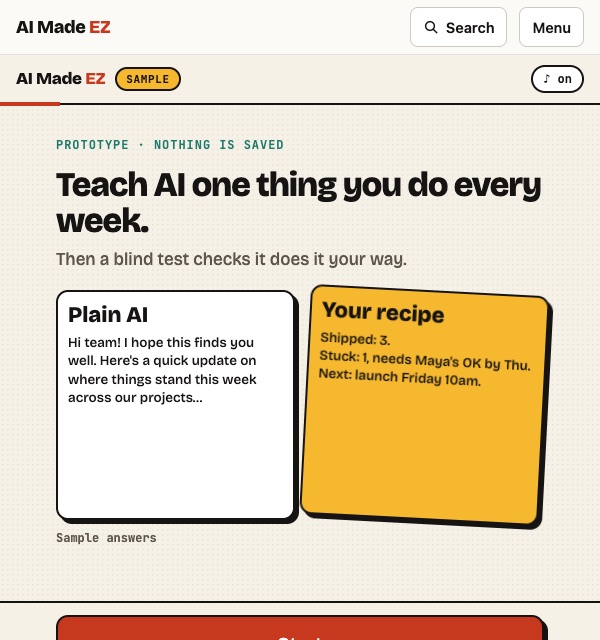 AI Made EZ
Search
Menu
AI Made EZ
SAMPLE
♪ on
PROTOTYPE · NOTHING IS SAVED
Teach AI one thing you do every
week.
Then a blind test checks it does it your way.
Plain AI
Hi team! I hope this finds you
well. Here's a quick update on
where things stand this week
across our projects...
Your recipe
Shipped: 3.
Stuck: 1, needs Maya's OK by Thu.
Next: launch Friday 10am.
Sample answers